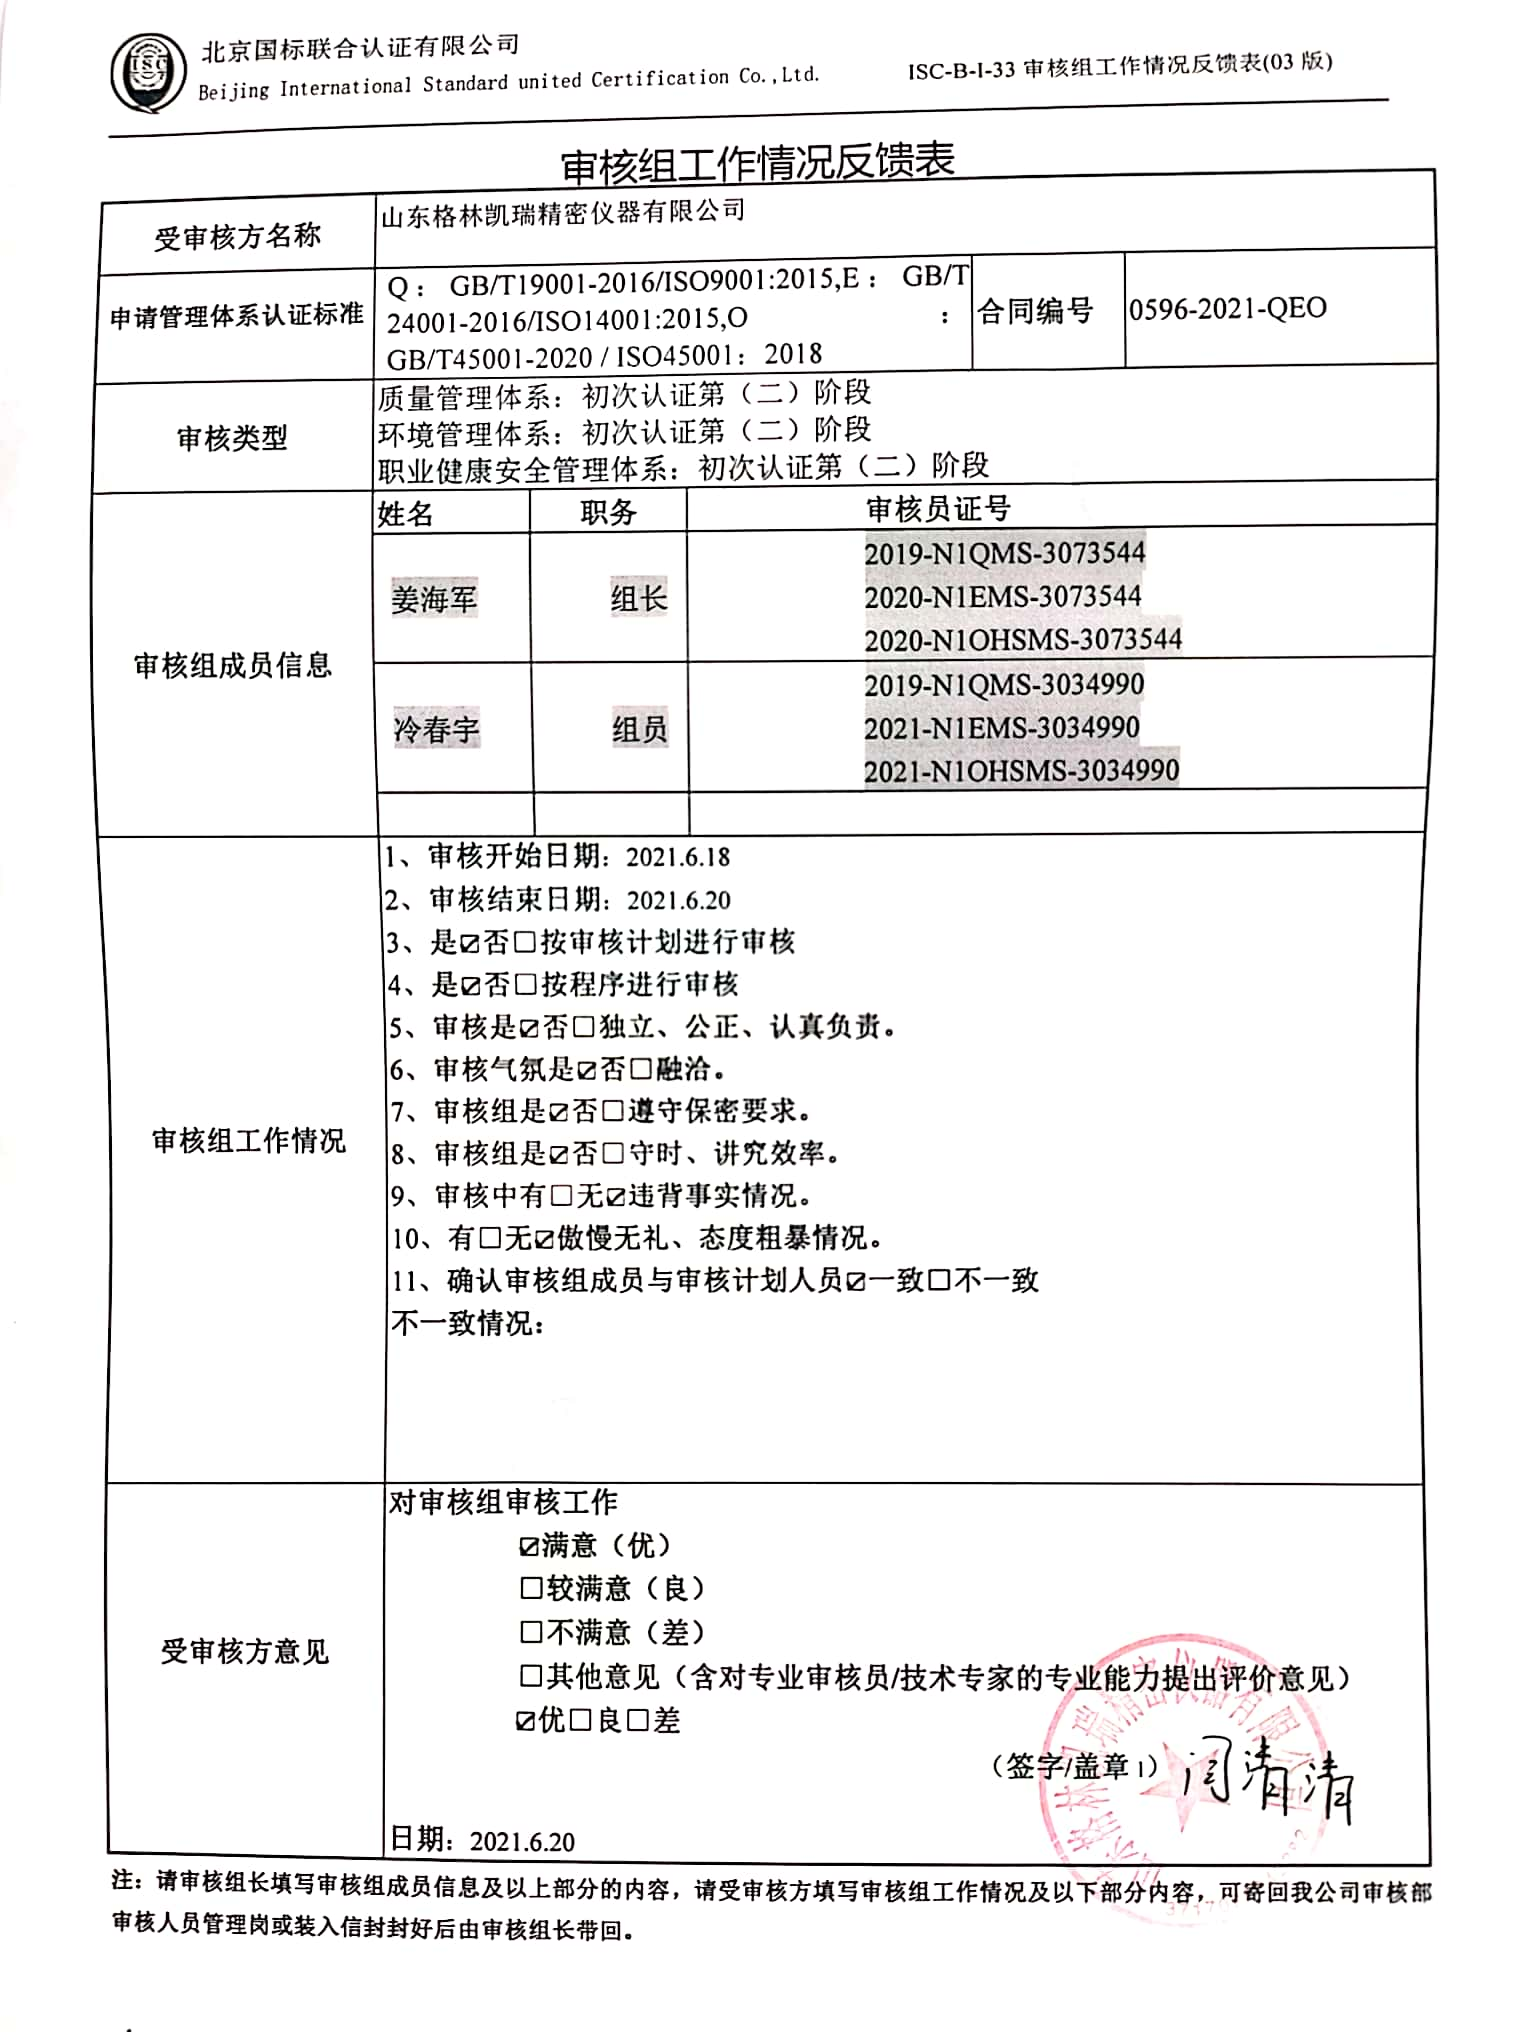 北京国标联合认证有限公司
Beijing International Standard united Certification Co.,Ltd.
ISC-B-I-33 审核组工作情况反馈表(03 版)
审核组工作情况反馈表
受审核方名称
山东格林凯瑞精密仪器有限公司
申请管理体系认证标准
Q： GB/T19001-2016/ISO9001:2015,E： GB/T
24001-2016/ISO14001:2015,O ：
GB/T45001-2020 / ISO45001：2018
合同编号
0596-2021-QEO
审核类型
质量管理体系：初次认证第（二）阶段
环境管理体系：初次认证第（二）阶段
职业健康安全管理体系：初次认证第（二）阶段
审核组成员信息
姓名 职务 审核员证号
姜海军 组长
2019-N1QMS-3073544
2020-N1EMS-3073544
2020-N1OHSMS-3073544
冷春宇 组员
2019-N1QMS-3034990
2021-N1EMS-3034990
2021-N1OHSMS-3034990
审核组工作情况
1、审核开始日期：2021.6.18
2、审核结束日期：2021.6.20
3、是☑否□按审核计划进行审核
4、是☑否□按程序进行审核
5、审核是☑否□独立、公正、认真负责。
6、审核气氛是☑否□融洽。
7、审核组是☑否□遵守保密要求。
8、审核组是☑否□守时、讲究效率。
9、审核中有□无☑违背事实情况。
10、有□无☑傲慢无礼、态度粗暴情况。
11、确认审核组成员与审核计划人员☑一致□不一致
不一致情况：
受审核方意见
对审核组审核工作
☑满意（优）
□较满意（良）
□不满意（差）
□其他意见（含对专业审核员/技术专家的专业能力提出评价意见）
☑优□良□差
（签字/盖章）闫清清
日期：2021.6.20
注：请审核组长填写审核组成员信息及以上部分的内容，请受审核方填写审核组工作情况及以下部分内容，可寄回我公司审核部
审核人员管理岗或装入信封封好后由审核组长带回。